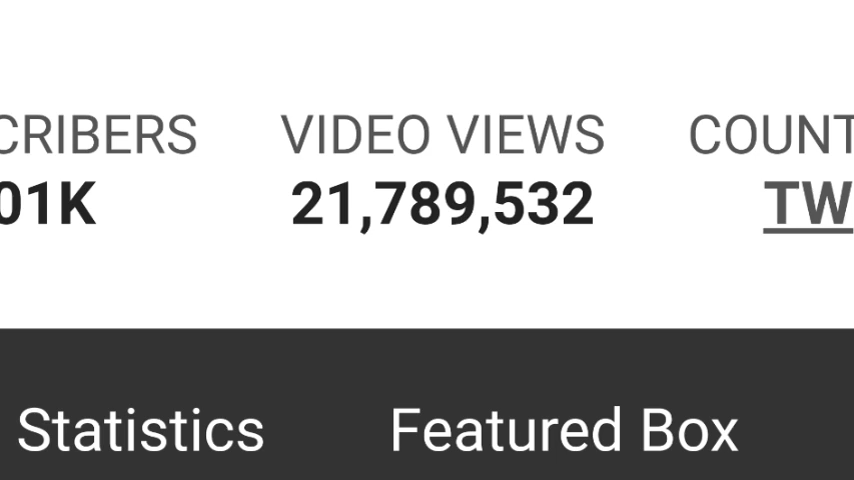 CRIBERS VIDEO VIEWS COUNT
01K 21,789,532 TW
Statistics Featured Box